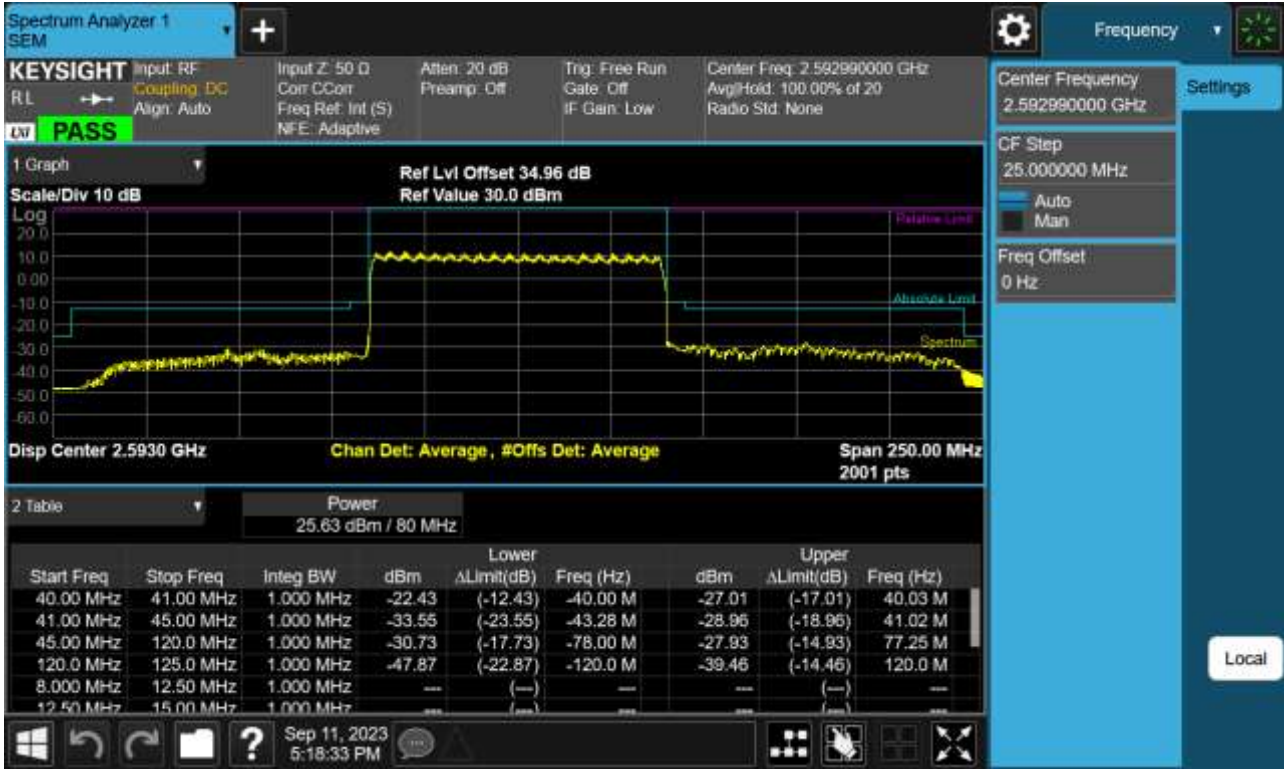 Spectrum Analyzer 1
SEM
Frequency
KEYSIGHT
Input: RF
Input Z: 50 Ω
Atten: 20 dB
Trig: Free Run
Center Freq: 2.592990000 GHz
RL
Coupling: DC
Corr CCorr
Preamp: Off
Gate: Off
Avg|Hold: 100.00% of 20
Align: Auto
Freq Ref: Int (S)
IF Gain: Low
Radio Std: None
LXI
PASS
NFE: Adaptive
Center Frequency
2.592990000 GHz
Settings
CF Step
25.000000 MHz
Auto
Man
Freq Offset
0 Hz
Local
1 Graph
Ref Lvl Offset 34.96 dB
Scale/Div 10 dB
Ref Value 30.0 dBm
Log
Relative Limit
20.0
10.0
0.00
-10.0
Absolute Limit
-20.0
-30.0
Spectrum
-40.0
-50.0
-60.0
Disp Center 2.5930 GHz
Chan Det: Average, #Offs Det: Average
Span 250.00 MHz
2001 pts
2 Table
Power
25.63 dBm / 80 MHz
Lower Upper
Start Freq Stop Freq Integ BW dBm ΔLimit(dB) Freq (Hz) dBm ΔLimit(dB) Freq (Hz)
40.00 MHz 41.00 MHz 1.000 MHz -22.43 (-12.43) -40.00 M -27.01 (-17.01) 40.03 M
41.00 MHz 45.00 MHz 1.000 MHz -33.55 (-23.55) -43.28 M -28.96 (-18.96) 41.02 M
45.00 MHz 120.0 MHz 1.000 MHz -30.73 (-17.73) -78.00 M -27.93 (-14.93) 77.25 M
120.0 MHz 125.0 MHz 1.000 MHz -47.87 (-22.87) -120.0 M -39.46 (-14.46) 120.0 M
8.000 MHz 12.50 MHz 1.000 MHz --- (---) --- --- (---) ---
12.50 MHz 15.00 MHz 1.000 MHz --- (---) --- --- (---) ---
Sep 11, 2023
5:18:33 PM